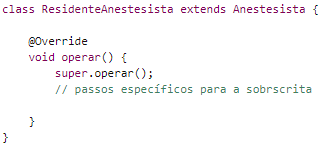 class ResidenteAnestesista extends Anestesista {
@Override
void operar() {
super.operar();
// passos específicos para a sobrscrita
}
}